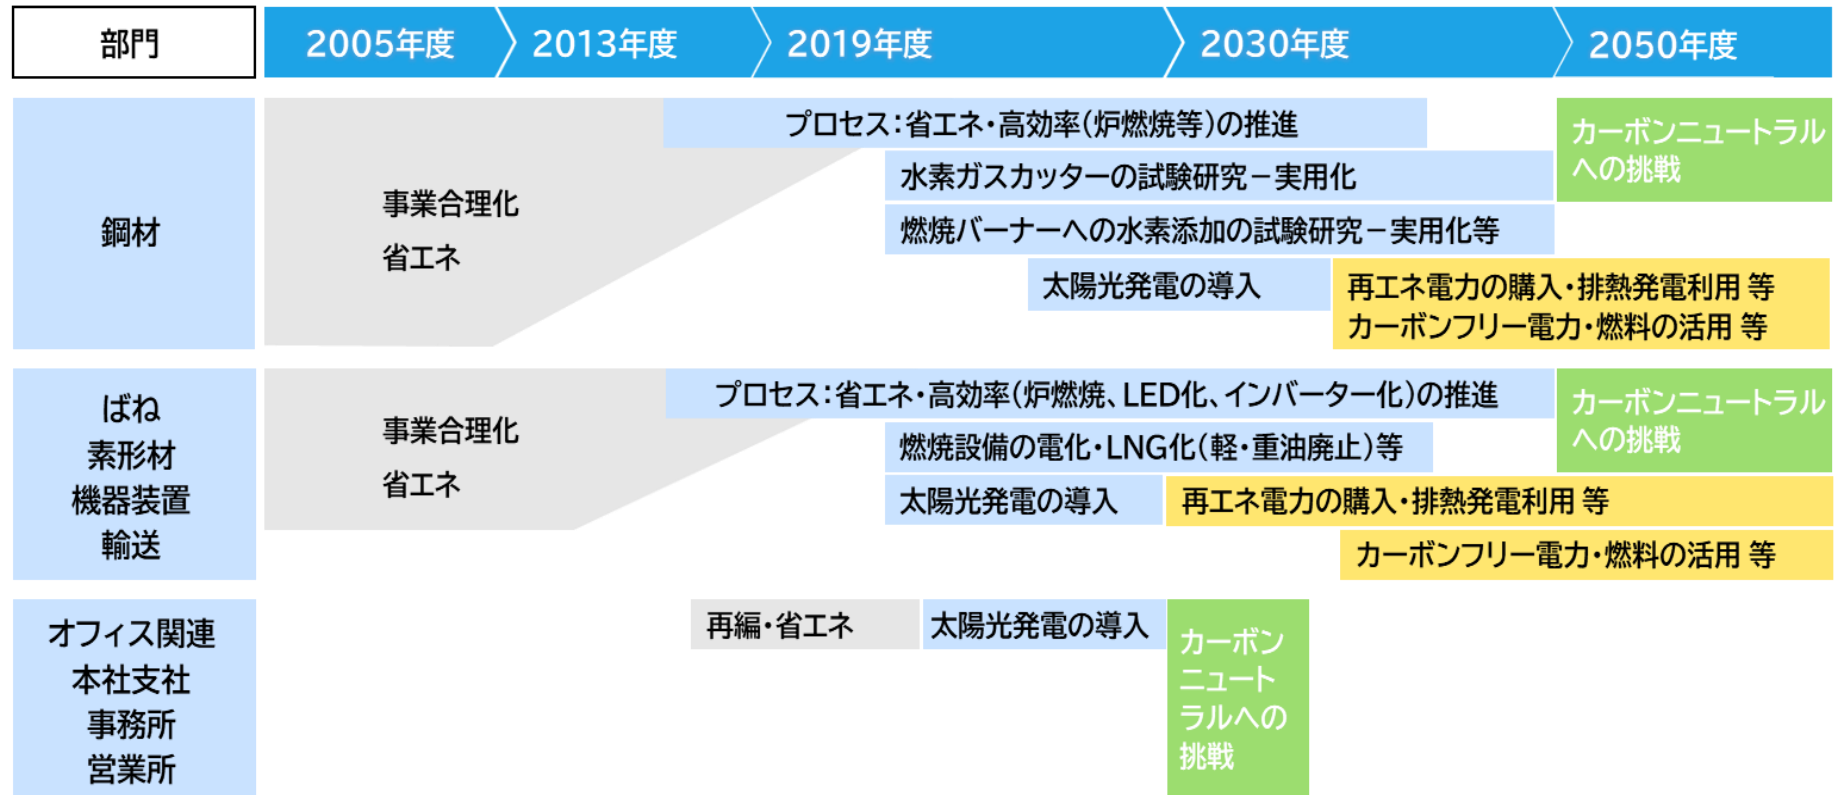 部門
2005年度
2013年度
2019年度
2030年度
2050年度
鋼材
事業合理化
省エネ
プロセス：省エネ・高効率（炉燃焼等）の推進
水素ガスカッターの試験研究－実用化
燃焼バーナーへの水素添加の試験研究－実用化等
太陽光発電の導入
再エネ電力の購入・排熱発電利用 等
カーボンフリー電力・燃料の活用 等
カーボンニュートラル
への挑戦
ばね
素形材
機器装置
輸送
事業合理化
省エネ
プロセス：省エネ・高効率（炉燃焼、LED化、インバーター化）の推進
燃焼設備の電化・LNG化（軽・重油廃止）等
太陽光発電の導入
再エネ電力の購入・排熱発電利用 等
カーボンフリー電力・燃料の活用 等
カーボンニュートラル
への挑戦
オフィス関連
本社支社
事務所
営業所
再編・省エネ
太陽光発電の導入
カーボン
ニュート
ラルへの
挑戦